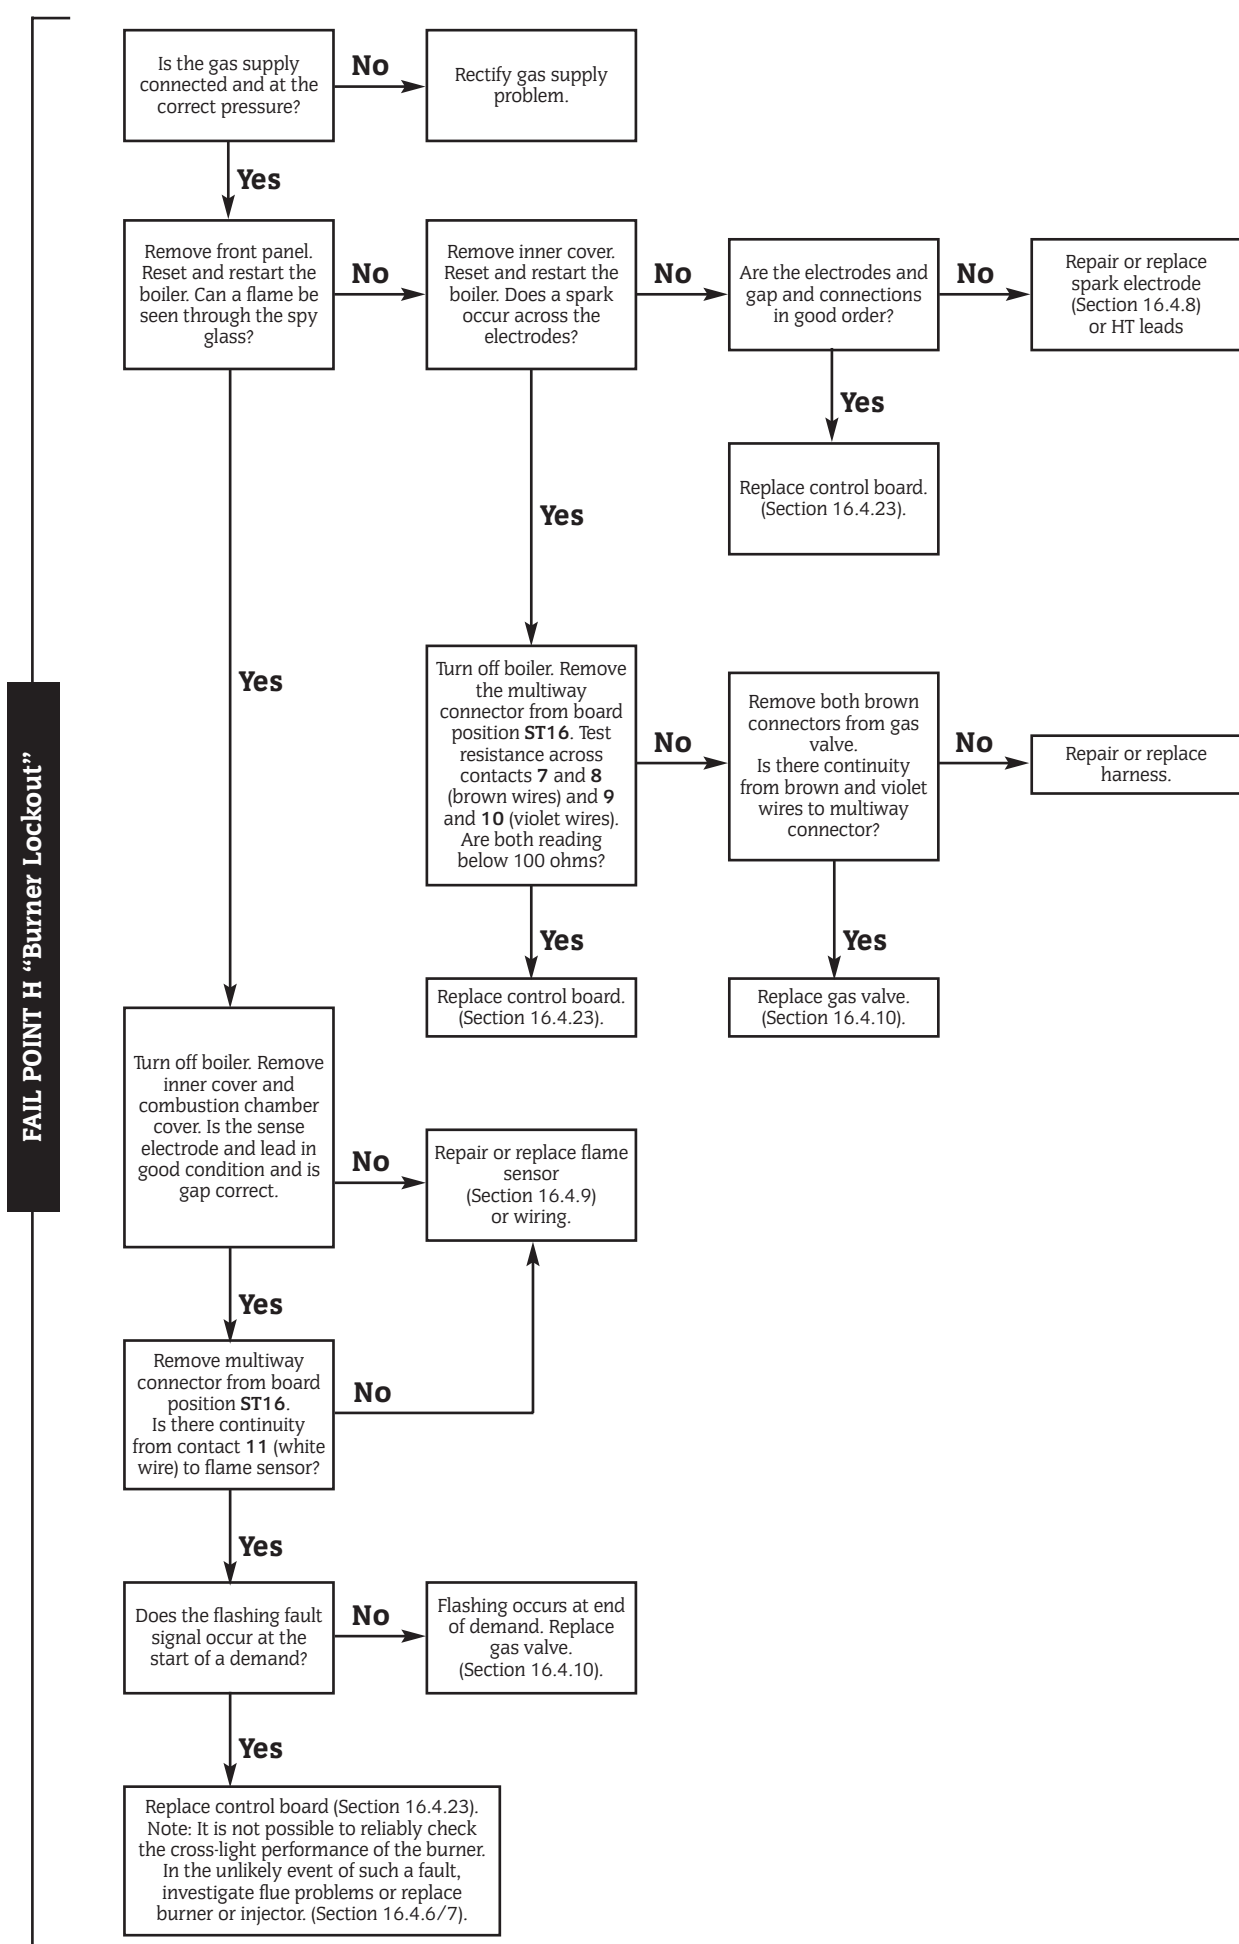 FAIL POINT H “Burner Lockout”
Is the gas supply
connected and at the
correct pressure?
No
Rectify gas supply
problem.
Yes
Remove front panel.
Reset and restart the
boiler. Can a flame be
seen through the spy
glass?
No
Remove inner cover.
Reset and restart the
boiler. Does a spark
occur across the
electrodes?
No
Are the electrodes and
gap and connections
in good order?
No
Repair or replace
spark electrode
(Section 16.4.8)
or HT leads
Yes
Replace control board.
(Section 16.4.23).
Yes
Turn off boiler. Remove
the multiway
connector from board
position ST16. Test
resistance across
contacts 7 and 8
(brown wires) and 9
and 10 (violet wires).
Are both reading
below 100 ohms?
No
Remove both brown
connectors from gas
valve.
Is there continuity
from brown and violet
wires to multiway
connector?
No
Repair or replace
harness.
Yes
Replace control board.
(Section 16.4.23).
Yes
Replace gas valve.
(Section 16.4.10).
Yes
Turn off boiler. Remove
inner cover and
combustion chamber
cover. Is the sense
electrode and lead in
good condition and is
gap correct.
No
Repair or replace flame
sensor
(Section 16.4.9)
or wiring.
Yes
Remove multiway
connector from board
position ST16.
Is there continuity
from contact 11 (white
wire) to flame sensor?
No
Yes
Does the flashing fault
signal occur at the
start of a demand?
No
Flashing occurs at end
of demand. Replace
gas valve.
(Section 16.4.10).
Yes
Replace control board (Section 16.4.23).
Note: It is not possible to reliably check
the cross-light performance of the burner.
In the unlikely event of such a fault,
investigate flue problems or replace
burner or injector. (Section 16.4.6/7).